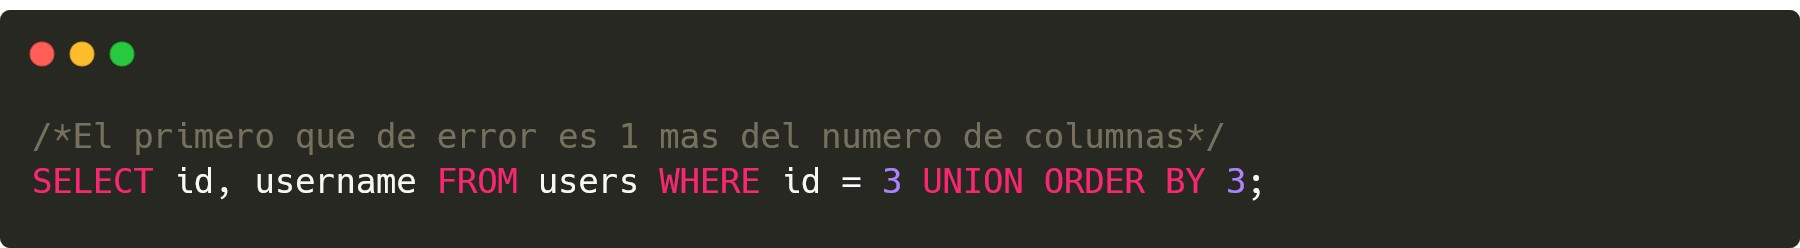 /*El primero que de error es 1 mas del numero de columnas*/
SELECT id, username FROM users WHERE id = 3 UNION ORDER BY 3;